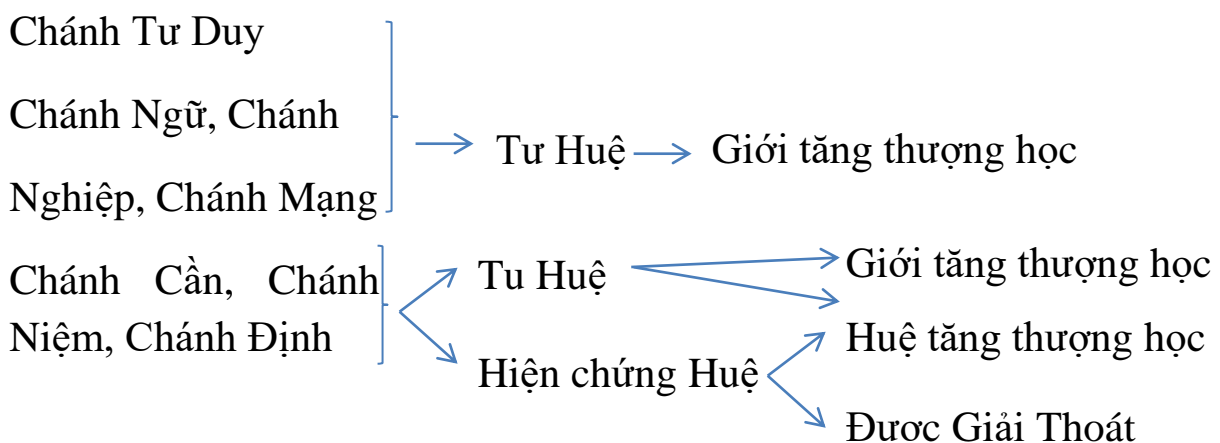 Chánh Tư Duy
Chánh Ngữ, Chánh
Nghiệp, Chánh Mạng
Tư Huệ
Giới tăng thượng học
Chánh Cần, Chánh
Niệm, Chánh Định
Tu Huệ
Giới tăng thượng học
Huệ tăng thượng học
Hiện chứng Huệ
Được Giải Thoát